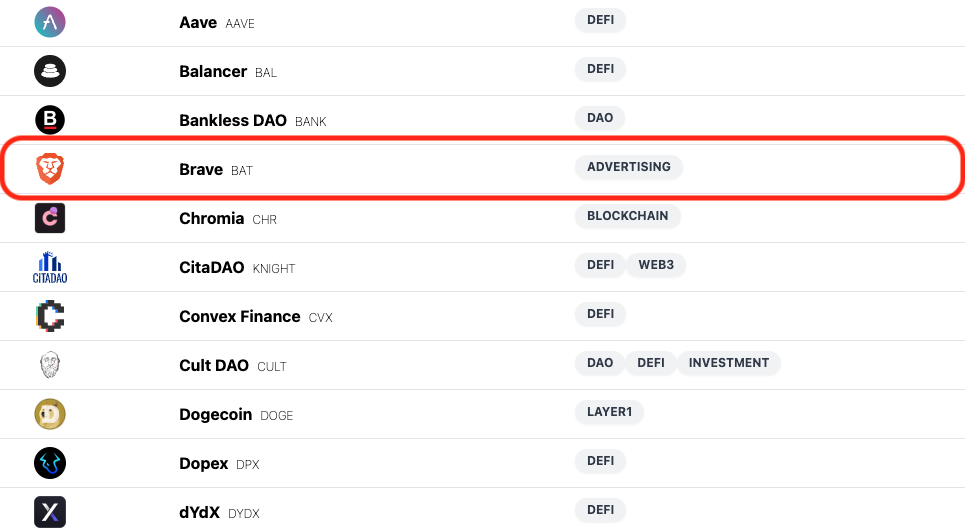 Aave AAVE DEFI
Balancer BAL DEFI
B Bankless DAO BANK DAO
Brave BAT ADVERTISING
Chromia CHR BLOCKCHAIN
CITADAO CitaDAO KNIGHT DEFI WEB3
Convex Finance CVX DEFI
Cult DAO CULT DAO DEFI INVESTMENT
Dogecoin DOGE LAYER1
Dopex DPX DEFI
dYdX DYDX DEFI